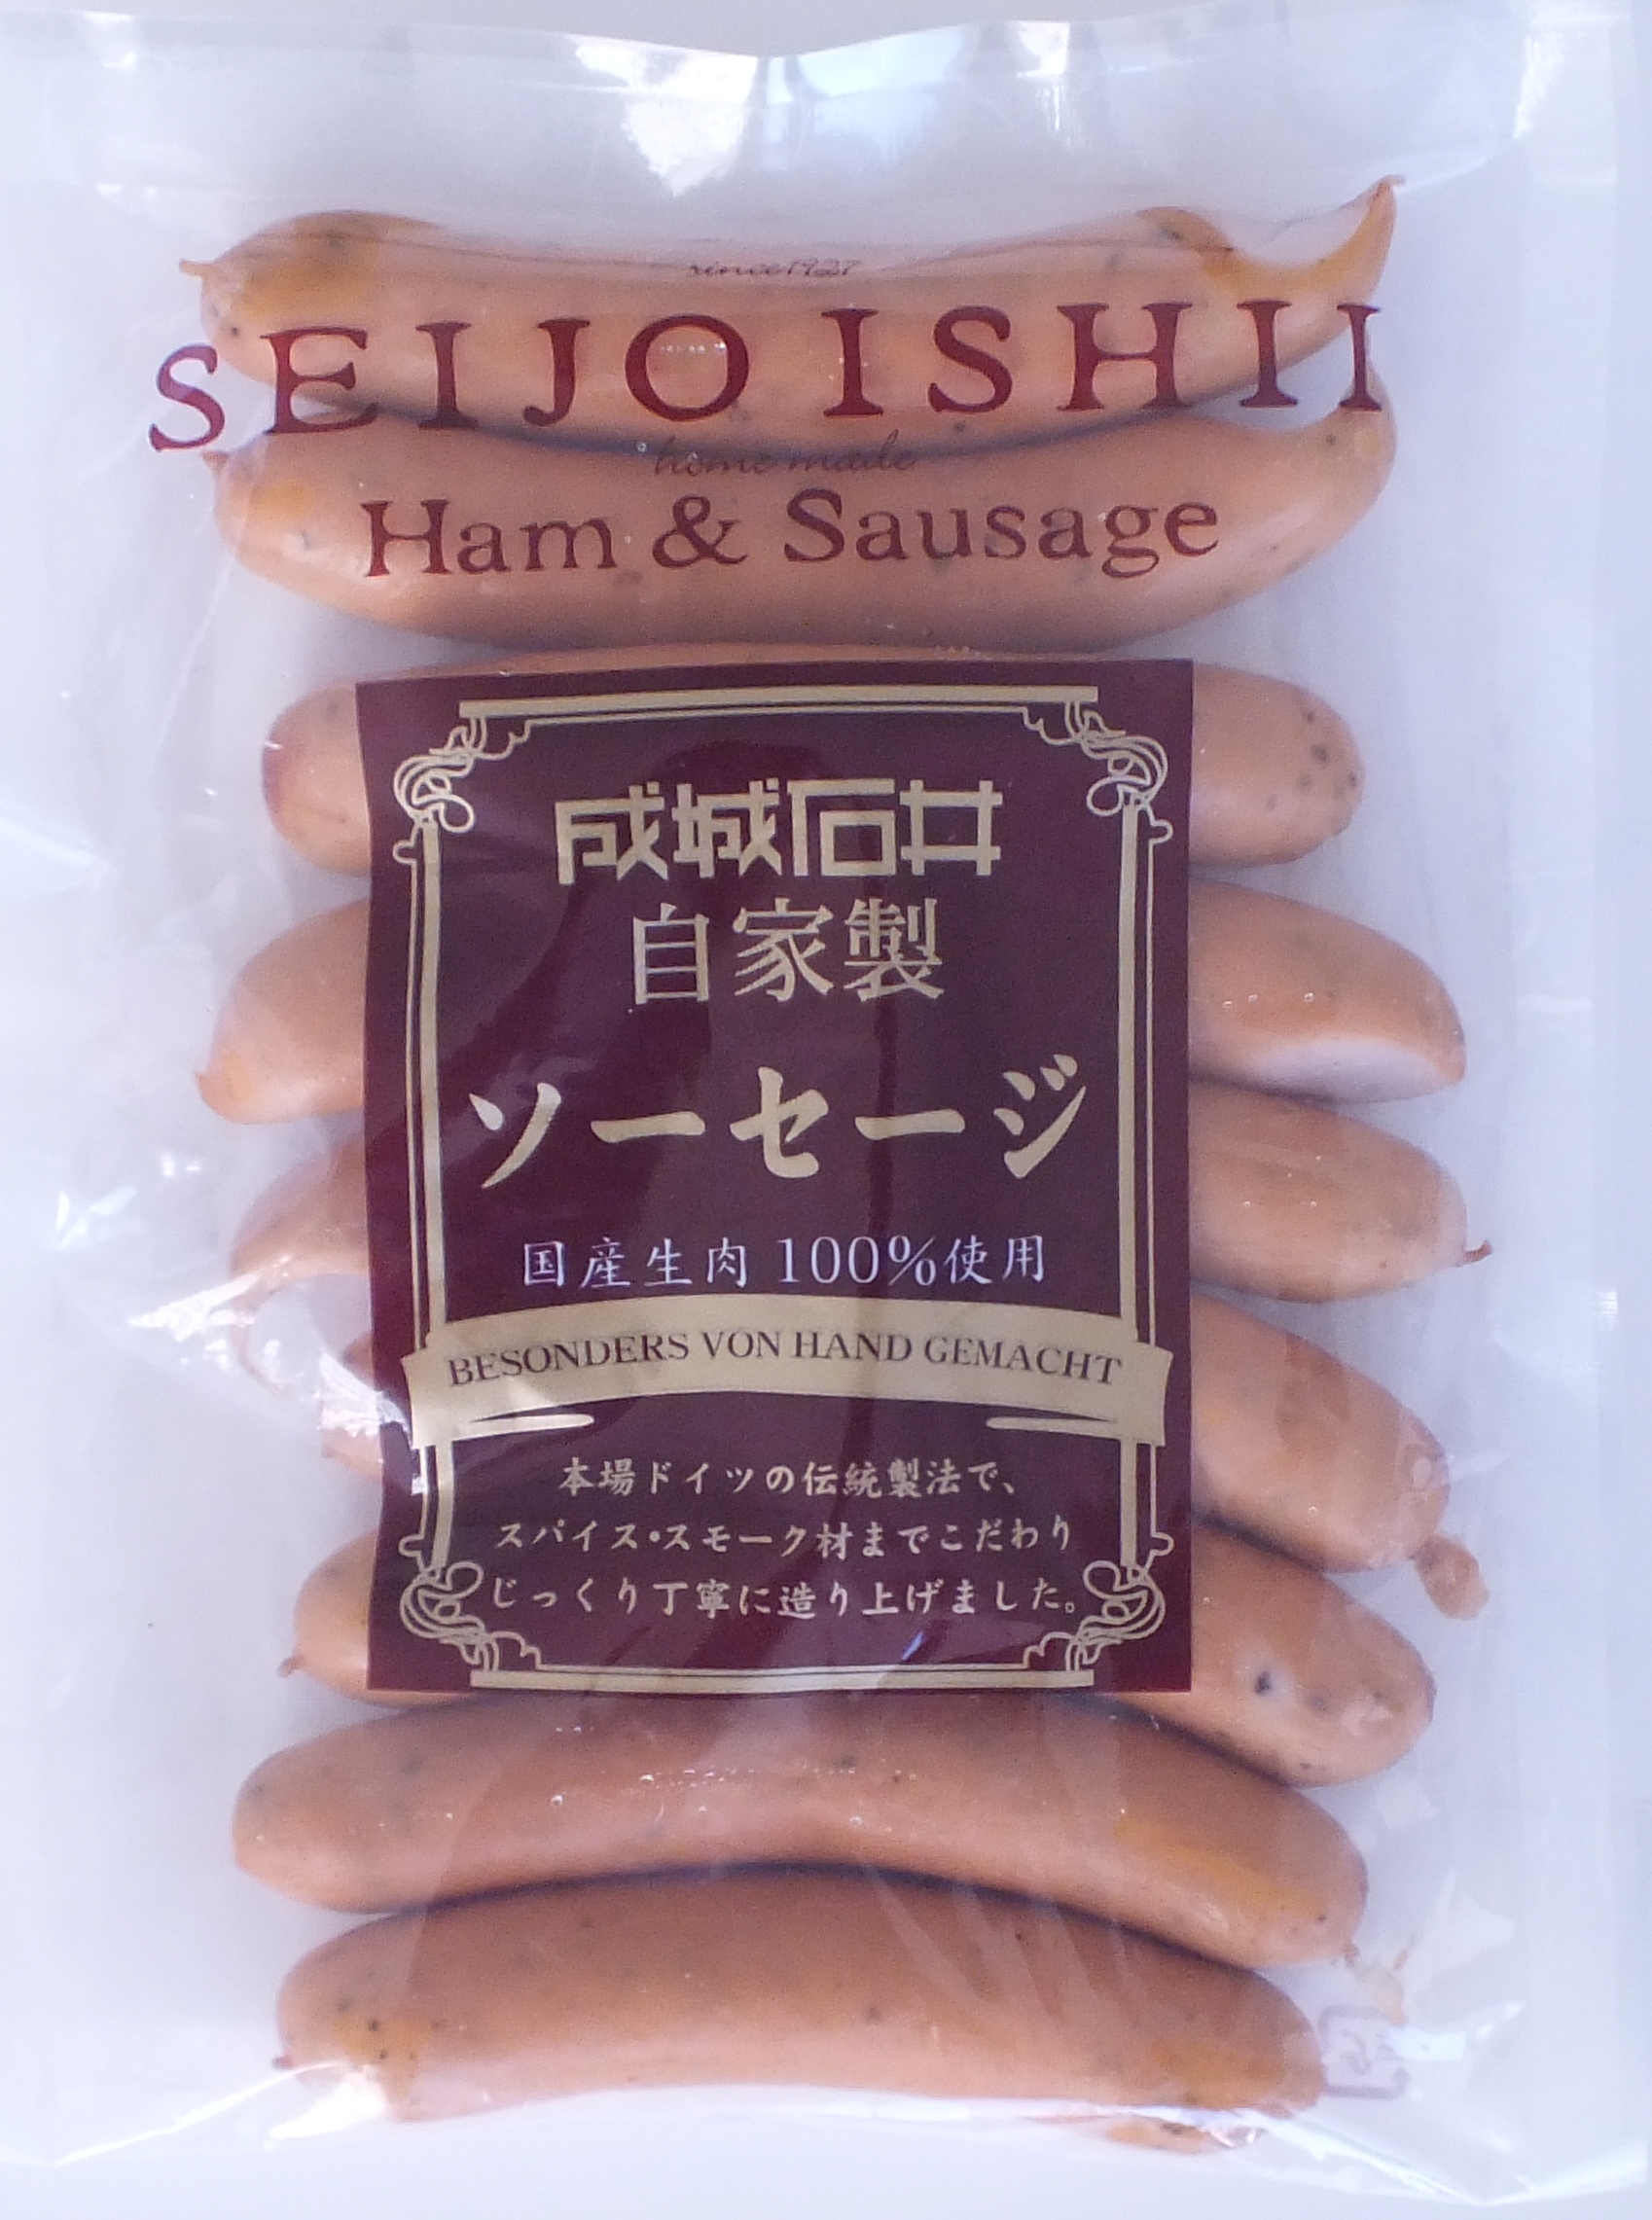 since1927
SEIJO ISHII
home made
Ham & Sausage
成城石井
自家製
ソーセージ
国産生肉 100%使用
BESONDERS VON HAND GEMACHT
本場ドイツの伝統製法で、
スパイス・スモーク材までこだわり
じっくり丁寧に造り上げました。